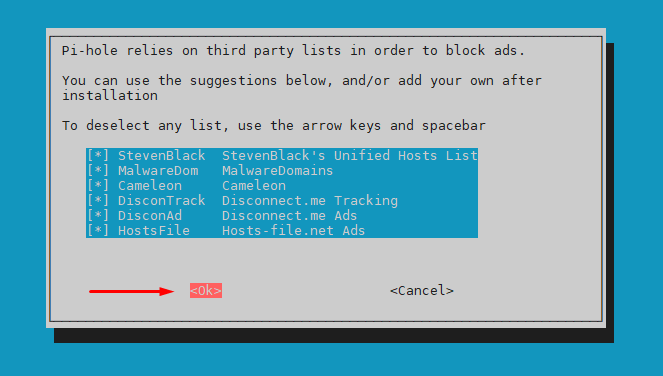 Pi-hole relies on third party lists in order to block ads.
You can use the suggestions below, and/or add your own after
installation
To deselect any list, use the arrow keys and spacebar
[*] StevenBlack StevenBlack's Unified Hosts List
[*] MalwareDom MalwareDomains
[*] Cameleon Cameleon
[*] DisconTrack Disconnect.me Tracking
[*] DisconAd Disconnect.me Ads
[*] HostsFile Hosts-file.net Ads
<Ok> <Cancel>